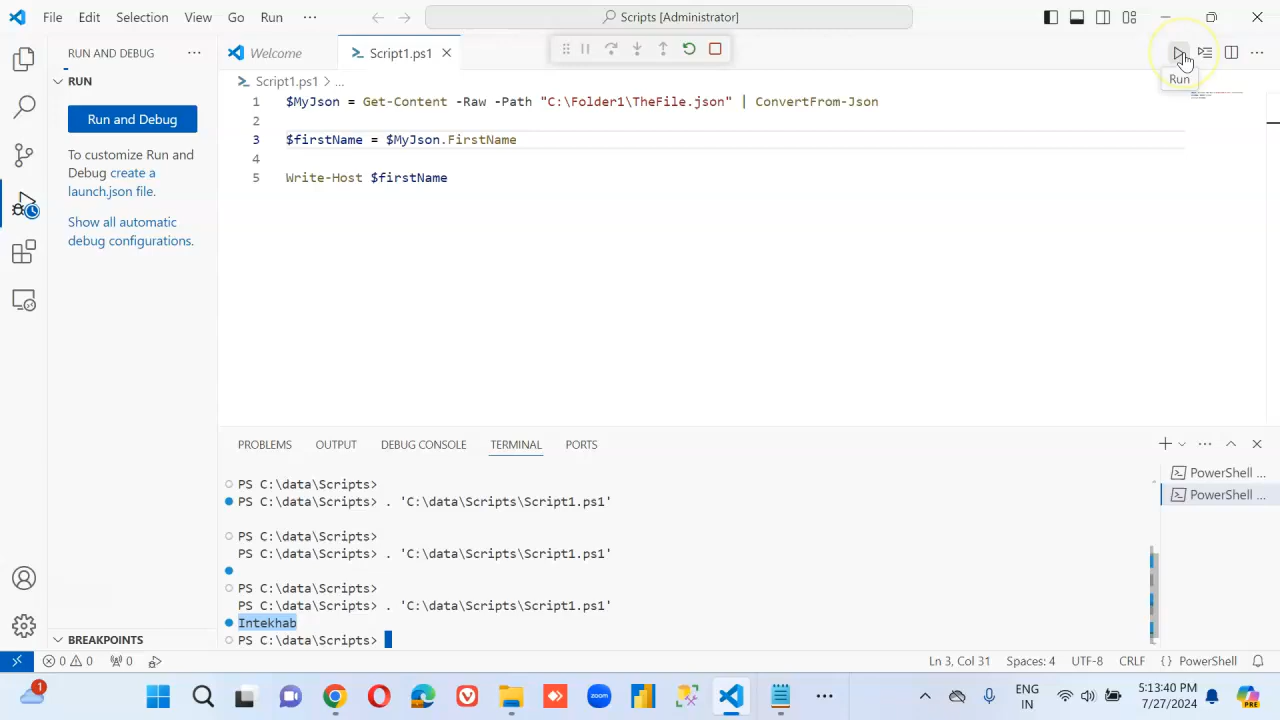 File Edit Selection View Go Run ··· Scripts [Administrator]
RUN AND DEBUG ···
RUN
Run and Debug
To customize Run and
Debug create a
launch.json file.
Show all automatic
debug configurations.
BREAKPOINTS
Welcome Script1.ps1
Run
Script1.ps1 > ...
1 $MyJson = Get-Content -Raw -Path "C:\Folder1\TheFile.json" | ConvertFrom-Json
2
3 $firstName = $MyJson.FirstName
4
5 Write-Host $firstName
PROBLEMS OUTPUT DEBUG CONSOLE TERMINAL PORTS
PS C:\data\Scripts>
PS C:\data\Scripts> . 'C:\data\Scripts\Script1.ps1'
PS C:\data\Scripts>
PS C:\data\Scripts> . 'C:\data\Scripts\Script1.ps1'
PS C:\data\Scripts>
PS C:\data\Scripts> . 'C:\data\Scripts\Script1.ps1'
Intekhab
PS C:\data\Scripts>
PowerShell ...
PowerShell ...
0 0 0 Ln 3, Col 31 Spaces: 4 UTF-8 CRLF {} PowerShell
1 zoom ENG
IN
5:13:40 PM
7/27/2024
PRE